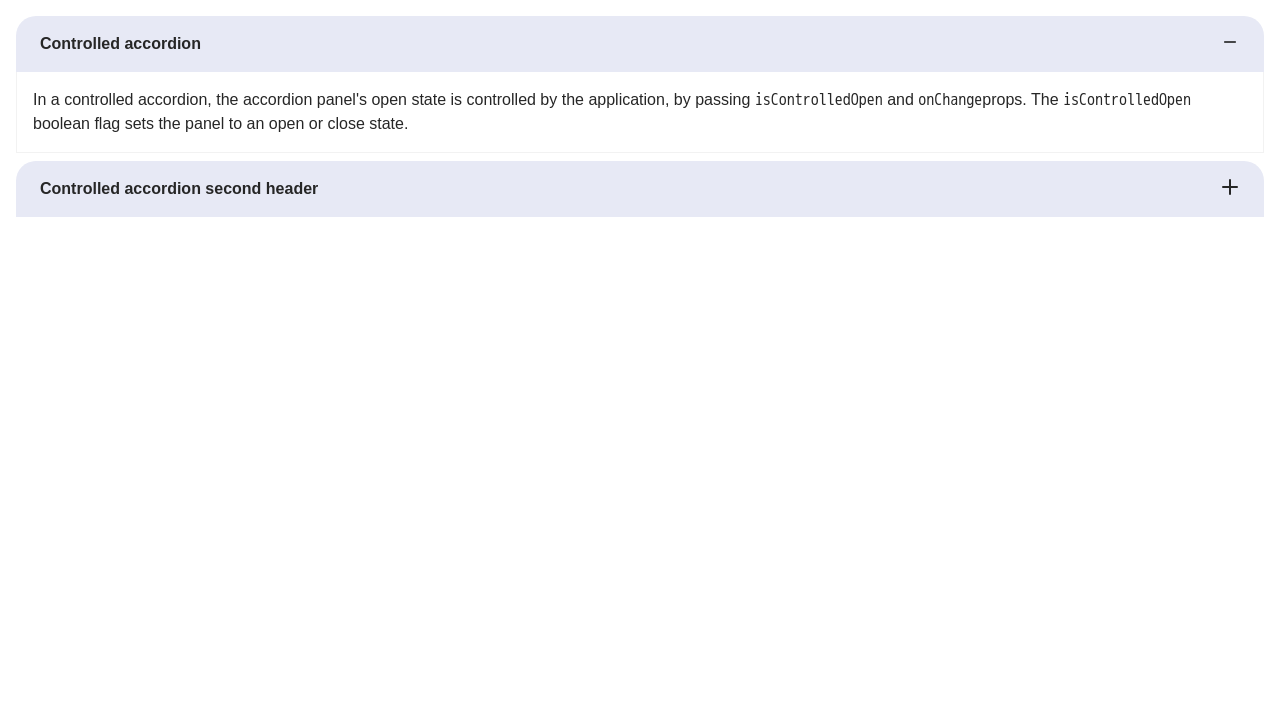 Controlled accordion
In a controlled accordion, the accordion panel's open state is controlled by the application, by passing isControlledOpen and onChangeprops. The isControlledOpen
boolean flag sets the panel to an open or close state.
Controlled accordion second header